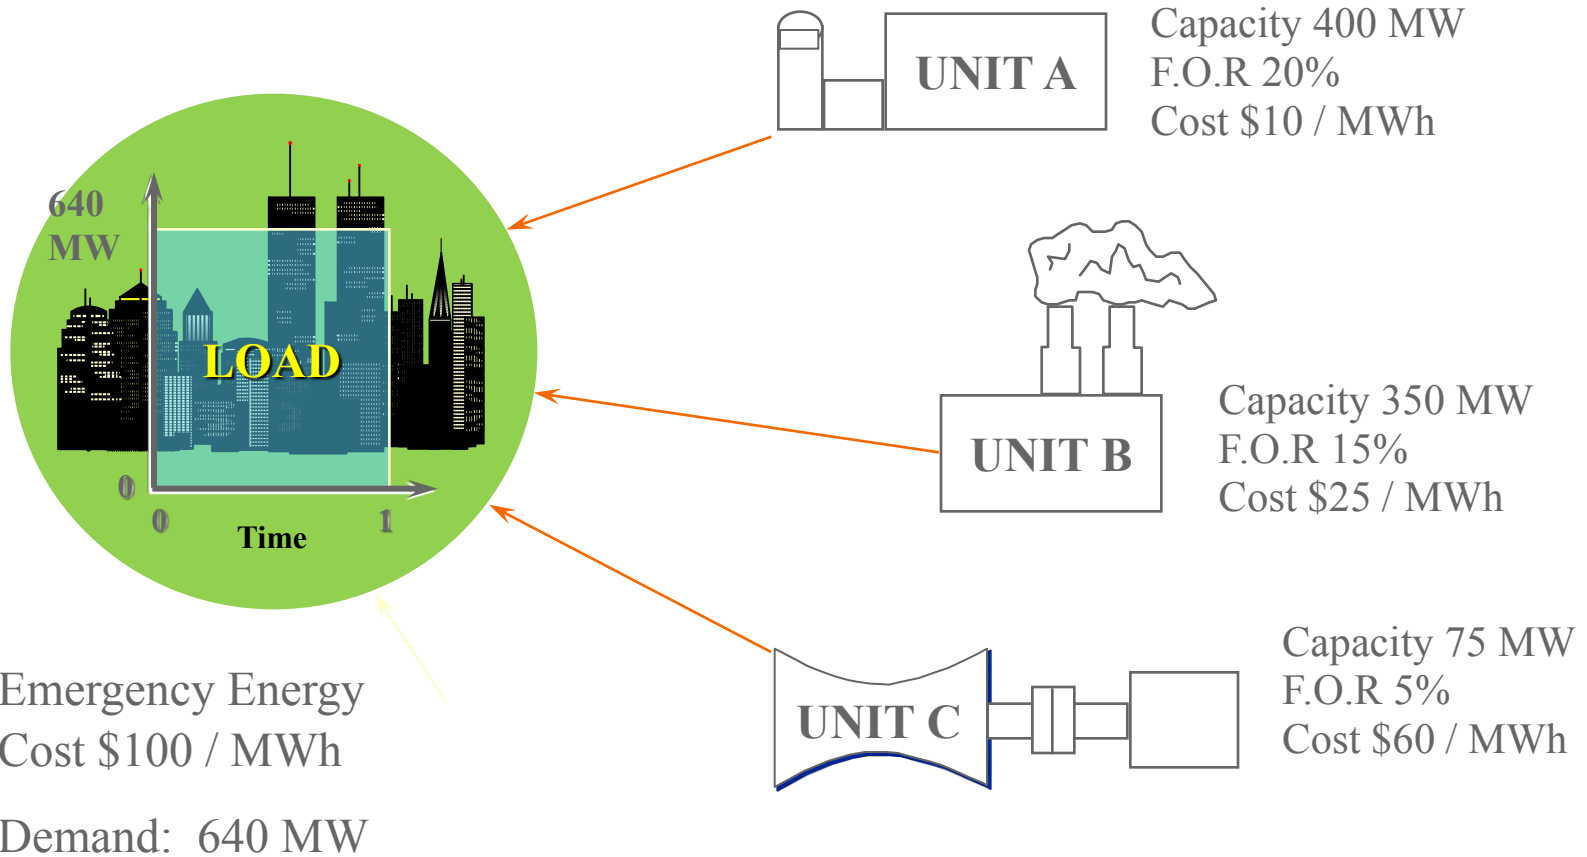 UNIT A
Capacity 400 MW
F.O.R 20%
Cost $10 / MWh
640
MW
LOAD
0
0
1
Time
UNIT B
Capacity 350 MW
F.O.R 15%
Cost $25 / MWh
UNIT C
Capacity 75 MW
F.O.R 5%
Cost $60 / MWh
Emergency Energy
Cost $100 / MWh
Demand: 640 MW